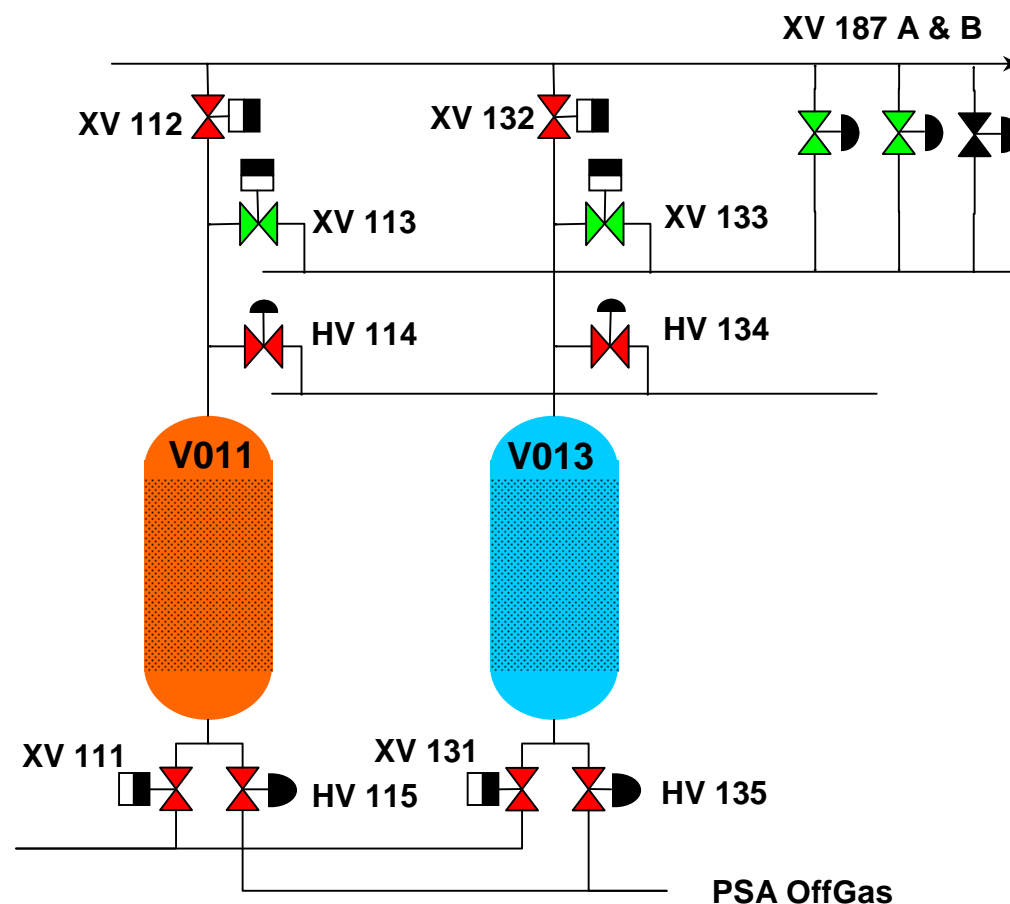 XV 187 A & B
XV 112
XV 132
XV 113
XV 133
HV 114
HV 134
V011
V013
XV 111
XV 131
HV 115
HV 135
PSA OffGas